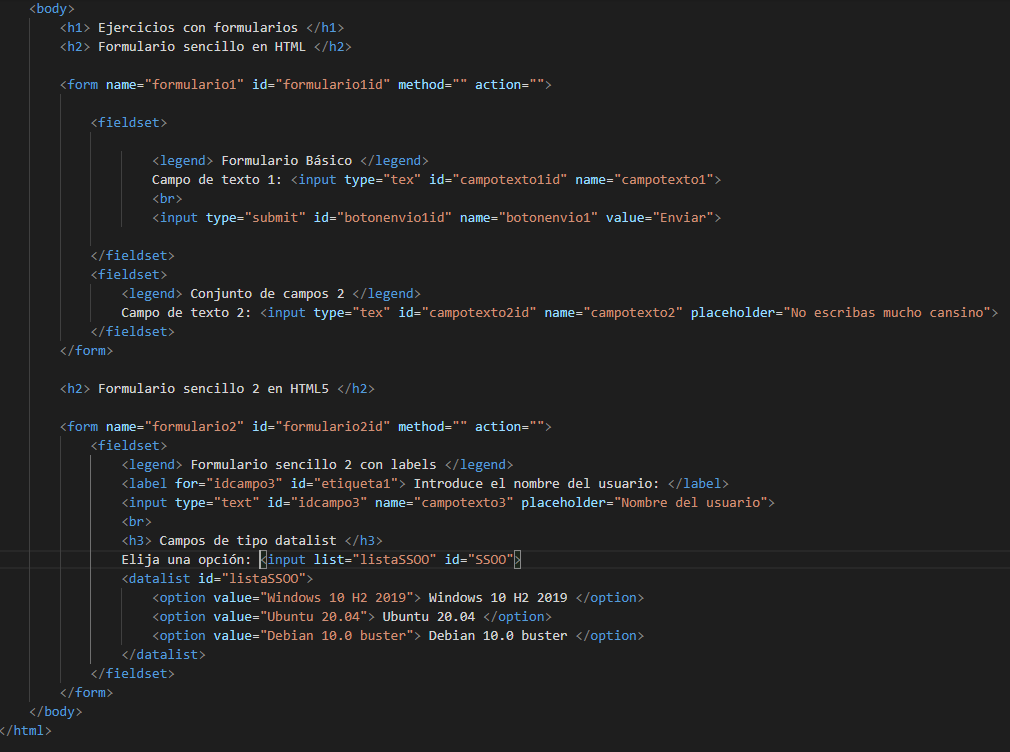 <body>
<h1> Ejercicios con formularios </h1>
<h2> Formulario sencillo en HTML </h2>
<form name="formulario1" id="formulario1id" method="" action="">
<fieldset>
<legend> Formulario Básico </legend>
Campo de texto 1: <input type="tex" id="campotexto1id" name="campotexto1">
<br>
<input type="submit" id="botonenvio1id" name="botonenvio1" value="Enviar">
</fieldset>
<fieldset>
<legend> Conjunto de campos 2 </legend>
Campo de texto 2: <input type="tex" id="campotexto2id" name="campotexto2" placeholder="No escribas mucho cansino">
</fieldset>
</form>
<h2> Formulario sencillo 2 en HTML5 </h2>
<form name="formulario2" id="formulario2id" method="" action="">
<fieldset>
<legend> Formulario sencillo 2 con labels </legend>
<label for="idcampo3" id="etiqueta1"> Introduce el nombre del usuario: </label>
<input type="text" id="idcampo3" name="campotexto3" placeholder="Nombre del usuario">
<br>
<h3> Campos de tipo datalist </h3>
Elija una opción: <input list="listaSSOO" id="SSOO">
<datalist id="listaSSOO">
<option value="Windows 10 H2 2019"> Windows 10 H2 2019 </option>
<option value="Ubuntu 20.04"> Ubuntu 20.04 </option>
<option value="Debian 10.0 buster"> Debian 10.0 buster </option>
</datalist>
</fieldset>
</form>
</body>
</html>